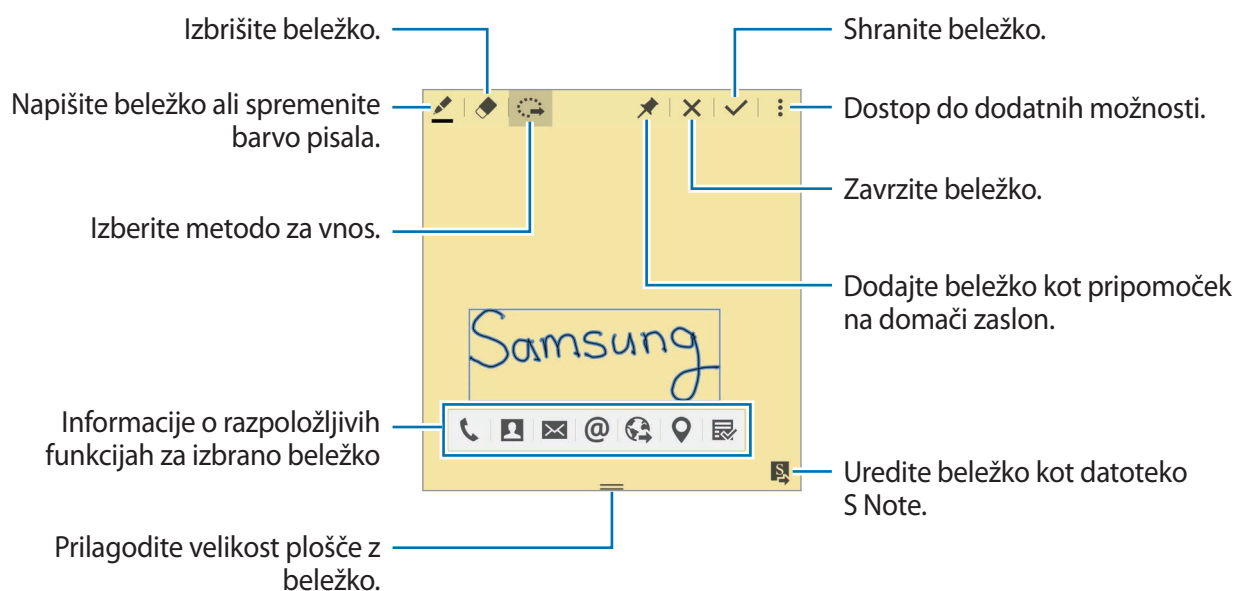 Izbrišite beležko.
Napišite beležko ali spremenite
barvo pisala.
Izberite metodo za vnos.
Informacije o razpoložljivih
funkcijah za izbrano beležko
Prilagodite velikost plošče z
beležko.
Samsung
Shranite beležko.
Dostop do dodatnih možnosti.
Zavrzite beležko.
Dodajte beležko kot pripomoček
na domači zaslon.
Uredite beležko kot datoteko
S Note.